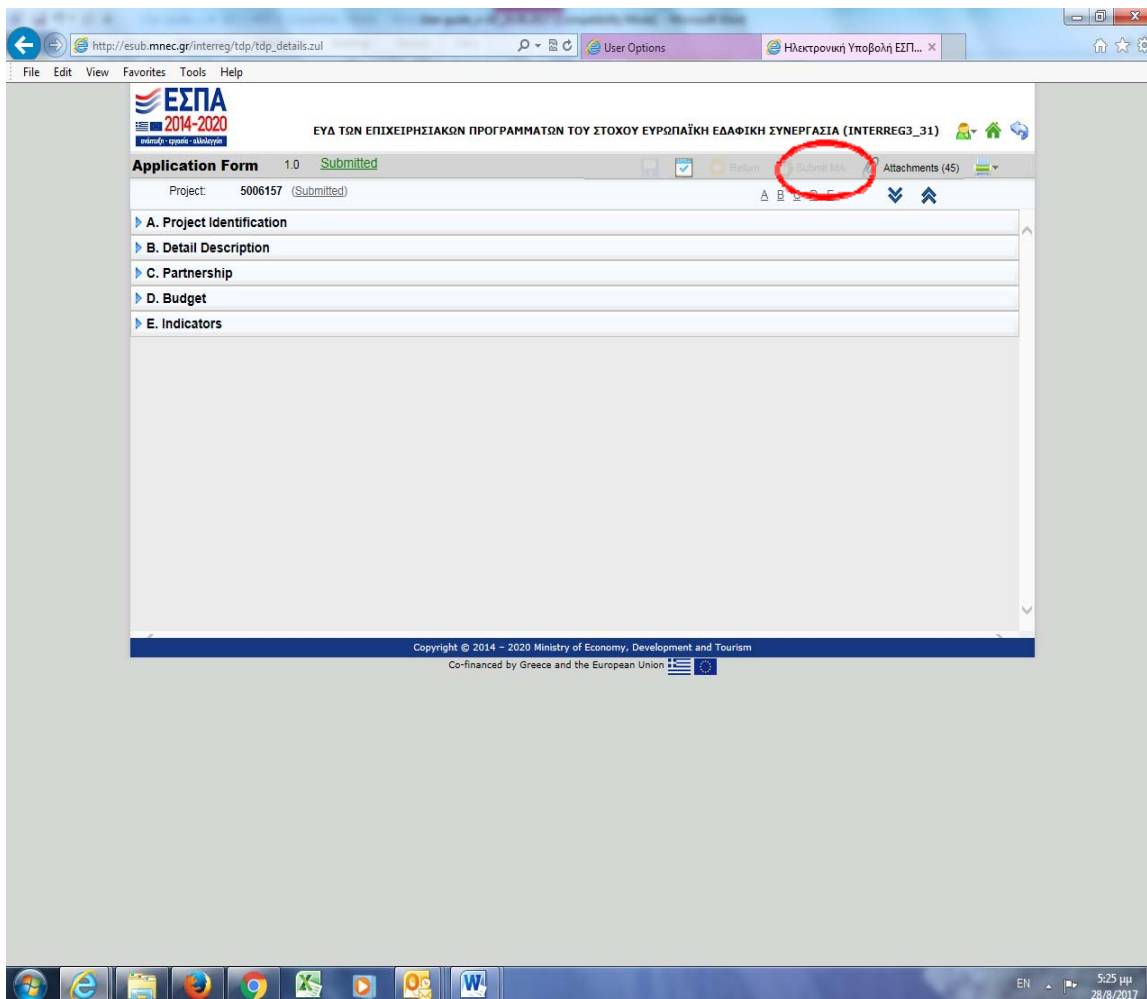 http://esub.mnec.gr/interreg/tdp/tdp_details.zul
User Options
Ηλεκτρονική Υποβολή ΕΣΠ...
File Edit View Favorites Tools Help
ΕΣΠΑ
2014-2020
ανάπτυξη - εργασία - αλληλεγγύη
ΕΥΔ ΤΩΝ ΕΠΙΧΕΙΡΗΣΙΑΚΩΝ ΠΡΟΓΡΑΜΜΑΤΩΝ ΤΟΥ ΣΤΟΧΟΥ ΕΥΡΩΠΑΪΚΗ ΕΔΑΦΙΚΗ ΣΥΝΕΡΓΑΣΙΑ (INTERREG3_31)
Application Form 1.0 Submitted Return Submit MA Attachments (45)
Project: 5006157 (Submitted) A B C D E
A. Project Identification
B. Detail Description
C. Partnership
D. Budget
E. Indicators
Copyright © 2014 – 2020 Ministry of Economy, Development and Tourism
Co-financed by Greece and the European Union
EN 5:25 μμ
28/8/2017